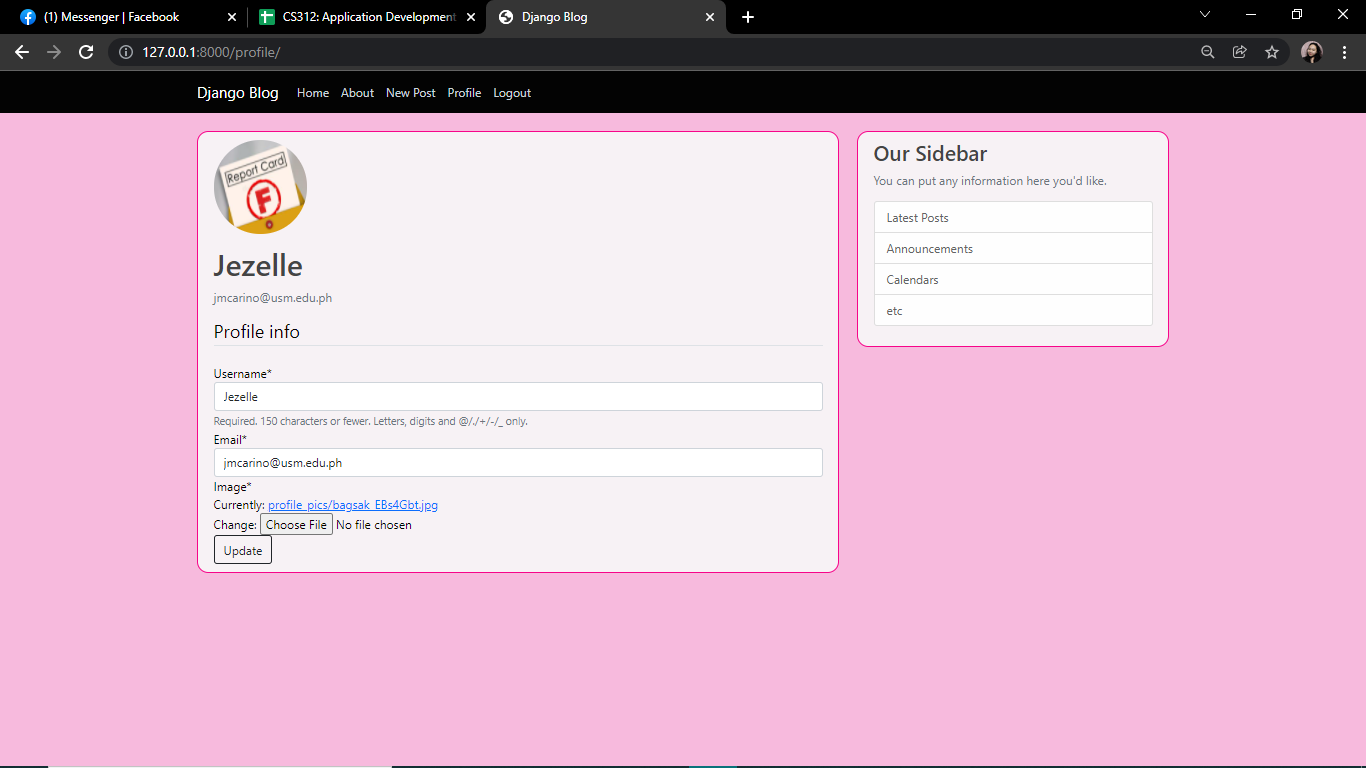 (1) Messenger | Facebook
CS312: Application Development
Django Blog
127.0.0.1:8000/profile/
Django Blog Home About New Post Profile Logout
Report Card
F
Jezelle
jmcarino@usm.edu.ph
Profile info
Username*
Jezelle
Required. 150 characters or fewer. Letters, digits and @/./+/-/_ only.
Email*
jmcarino@usm.edu.ph
Image*
Currently: profile_pics/bagsak_EBs4Gbt.jpg
Change: Choose File No file chosen
Update
Our Sidebar
You can put any information here you'd like.
Latest Posts
Announcements
Calendars
etc